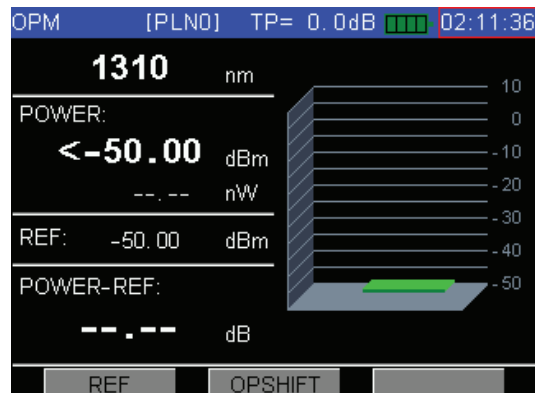 OPM [PLN0] TP= 0.0dB 02:11:36
1310 nm
POWER:
<-50.00 dBm
--.-- nW
REF: -50.00 dBm
POWER-REF:
--.-- dB
10
0
-10
-20
-30
-40
-50
REF OPSHIFT